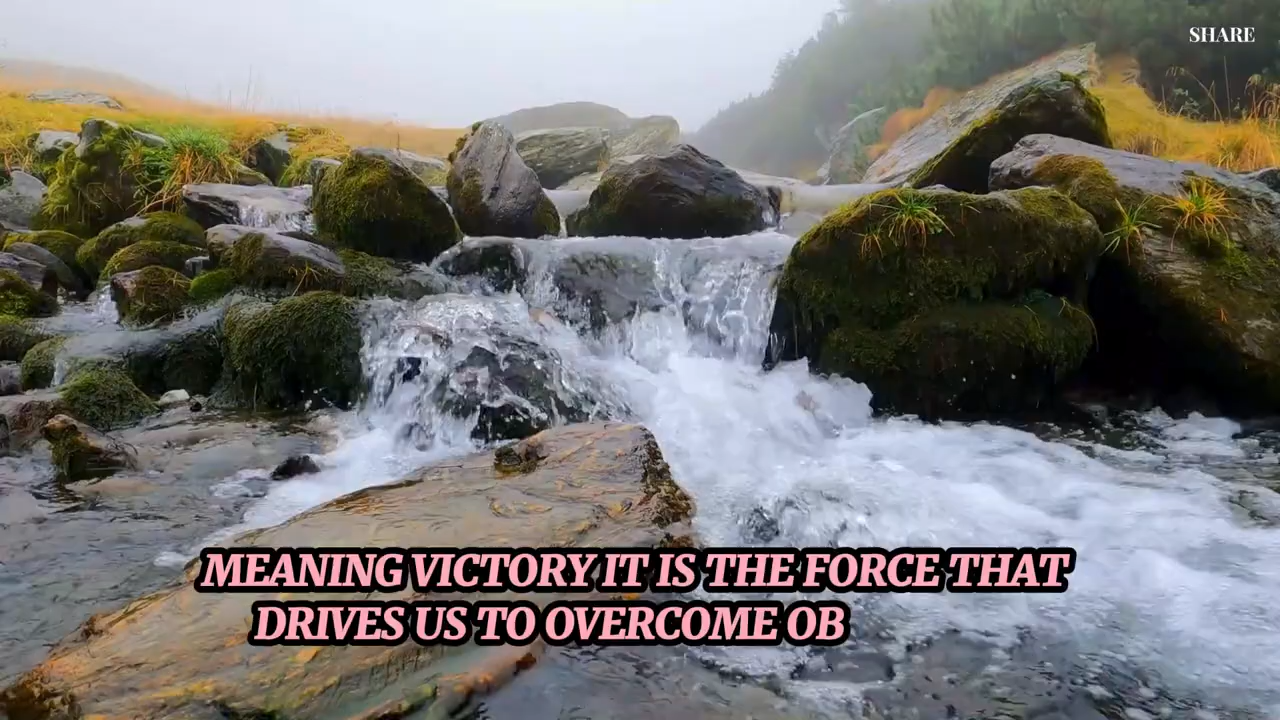 SHARE
MEANING VICTORY IT IS THE FORCE THAT
DRIVES US TO OVERCOME OB